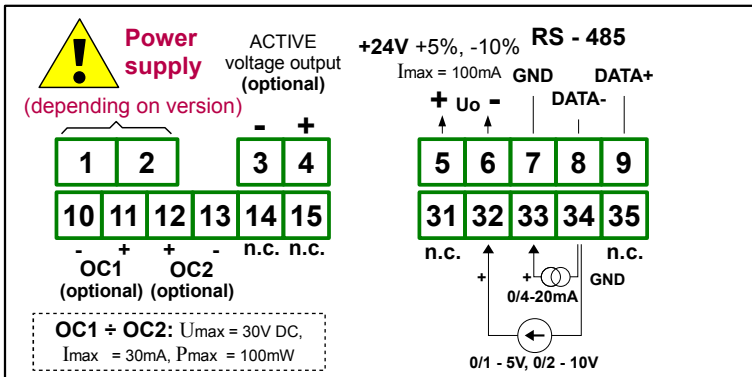 Power supply
(depending on version)
ACTIVE
voltage output
(optional)
- +
+24V +5%, -10%
Imax = 100mA
+ Uo -
RS - 485
GND
DATA-
DATA+
1 2 3 4
5 6 7 8 9
10 11 12 13 14 15
31 32 33 34 35
- + + - n.c. n.c.
OC1
(optional)
OC2
(optional)
n.c. n.c.
+ +
0/4-20mA
GND
0/1 - 5V, 0/2 - 10V
OC1 ÷ OC2: Umax = 30V DC,
Imax = 30mA, Pmax = 100mW